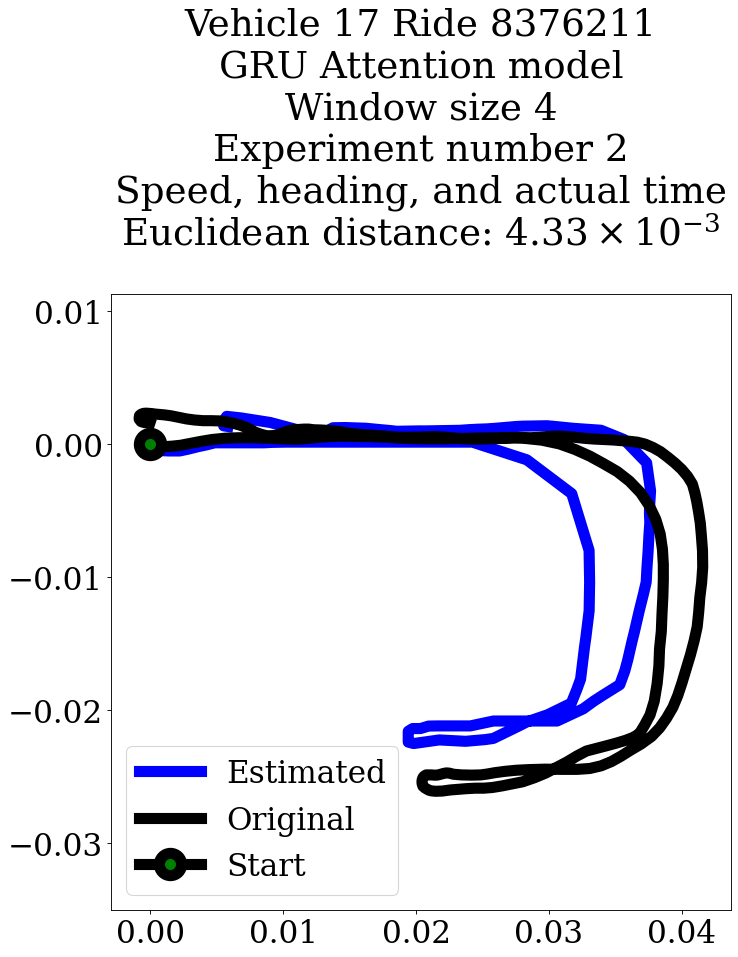 Vehicle 17 Ride 8376211
GRU Attention model
Window size 4
Experiment number 2
Speed, heading, and actual time
Euclidean distance: 4.33 × 10⁻³
0.01
0.00
−0.01
−0.02
−0.03
Estimated
Original
Start
0.00 0.01 0.02 0.03 0.04